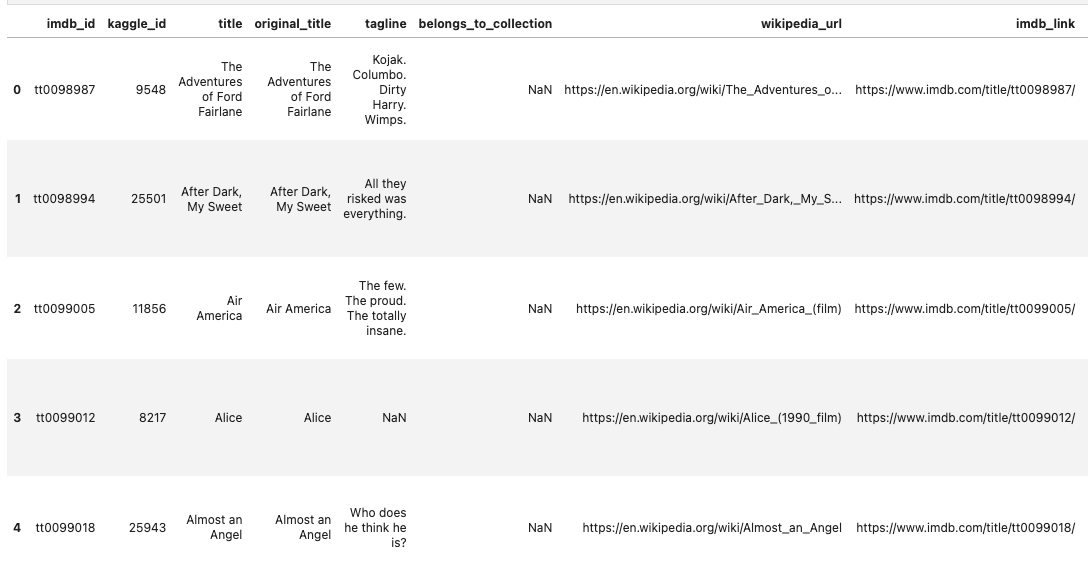 imdb_id kaggle_id title original_title tagline belongs_to_collection wikipedia_url imdb_link
0 tt0098987 9548 The Adventures of Ford Fairlane The Adventures of Ford Fairlane Kojak. Columbo. Dirty Harry. Wimps. NaN https://en.wikipedia.org/wiki/The_Adventures_o... https://www.imdb.com/title/tt0098987/
1 tt0098994 25501 After Dark, My Sweet After Dark, My Sweet All they risked was everything. NaN https://en.wikipedia.org/wiki/After_Dark,_My_S... https://www.imdb.com/title/tt0098994/
2 tt0099005 11856 Air America Air America The few. The proud. The totally insane. NaN https://en.wikipedia.org/wiki/Air_America_(film) https://www.imdb.com/title/tt0099005/
3 tt0099012 8217 Alice Alice NaN NaN https://en.wikipedia.org/wiki/Alice_(1990_film) https://www.imdb.com/title/tt0099012/
4 tt0099018 25943 Almost an Angel Almost an Angel Who does he think he is? NaN https://en.wikipedia.org/wiki/Almost_an_Angel https://www.imdb.com/title/tt0099018/